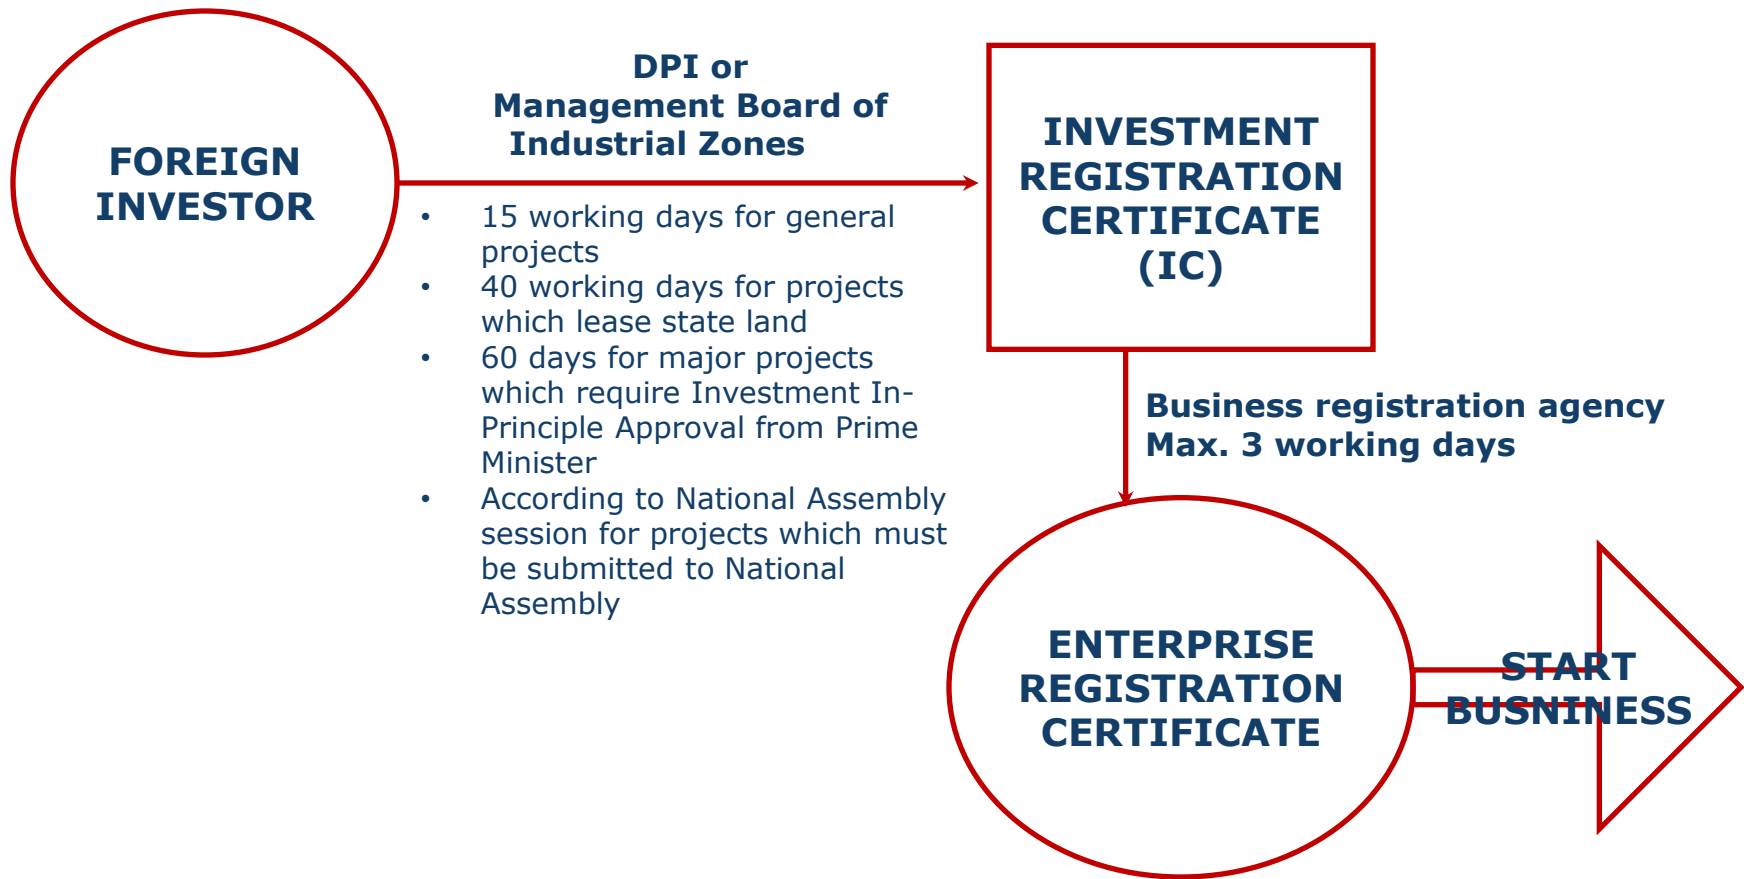 FOREIGN
INVESTOR
DPI or
Management Board of
Industrial Zones
• 15 working days for general
projects
• 40 working days for projects
which lease state land
• 60 days for major projects
which require Investment In-
Principle Approval from Prime
Minister
• According to National Assembly
session for projects which must
be submitted to National
Assembly
INVESTMENT
REGISTRATION
CERTIFICATE
(IC)
Business registration agency
Max. 3 working days
ENTERPRISE
REGISTRATION
CERTIFICATE
START
BUSNINESS